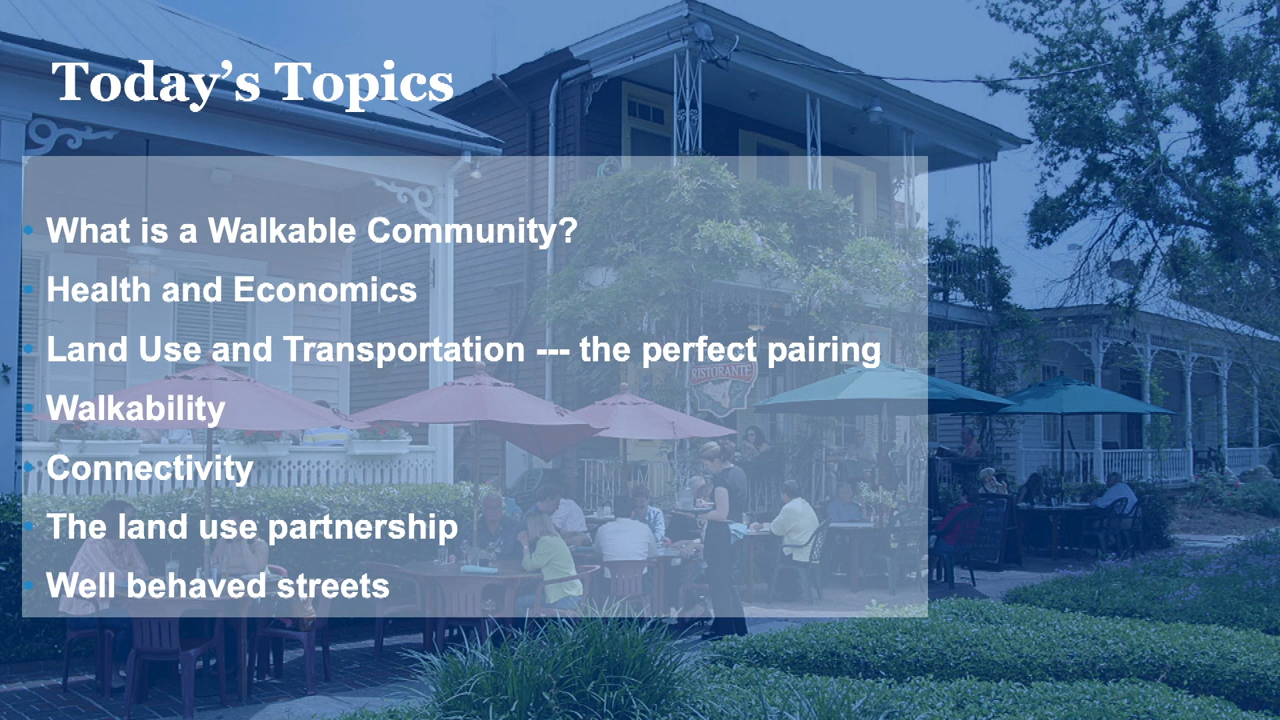 Today’s Topics
• What is a Walkable Community?
• Health and Economics
• Land Use and Transportation --- the perfect pairing
RISTORANTE
• Walkability
• Connectivity
• The land use partnership
• Well behaved streets